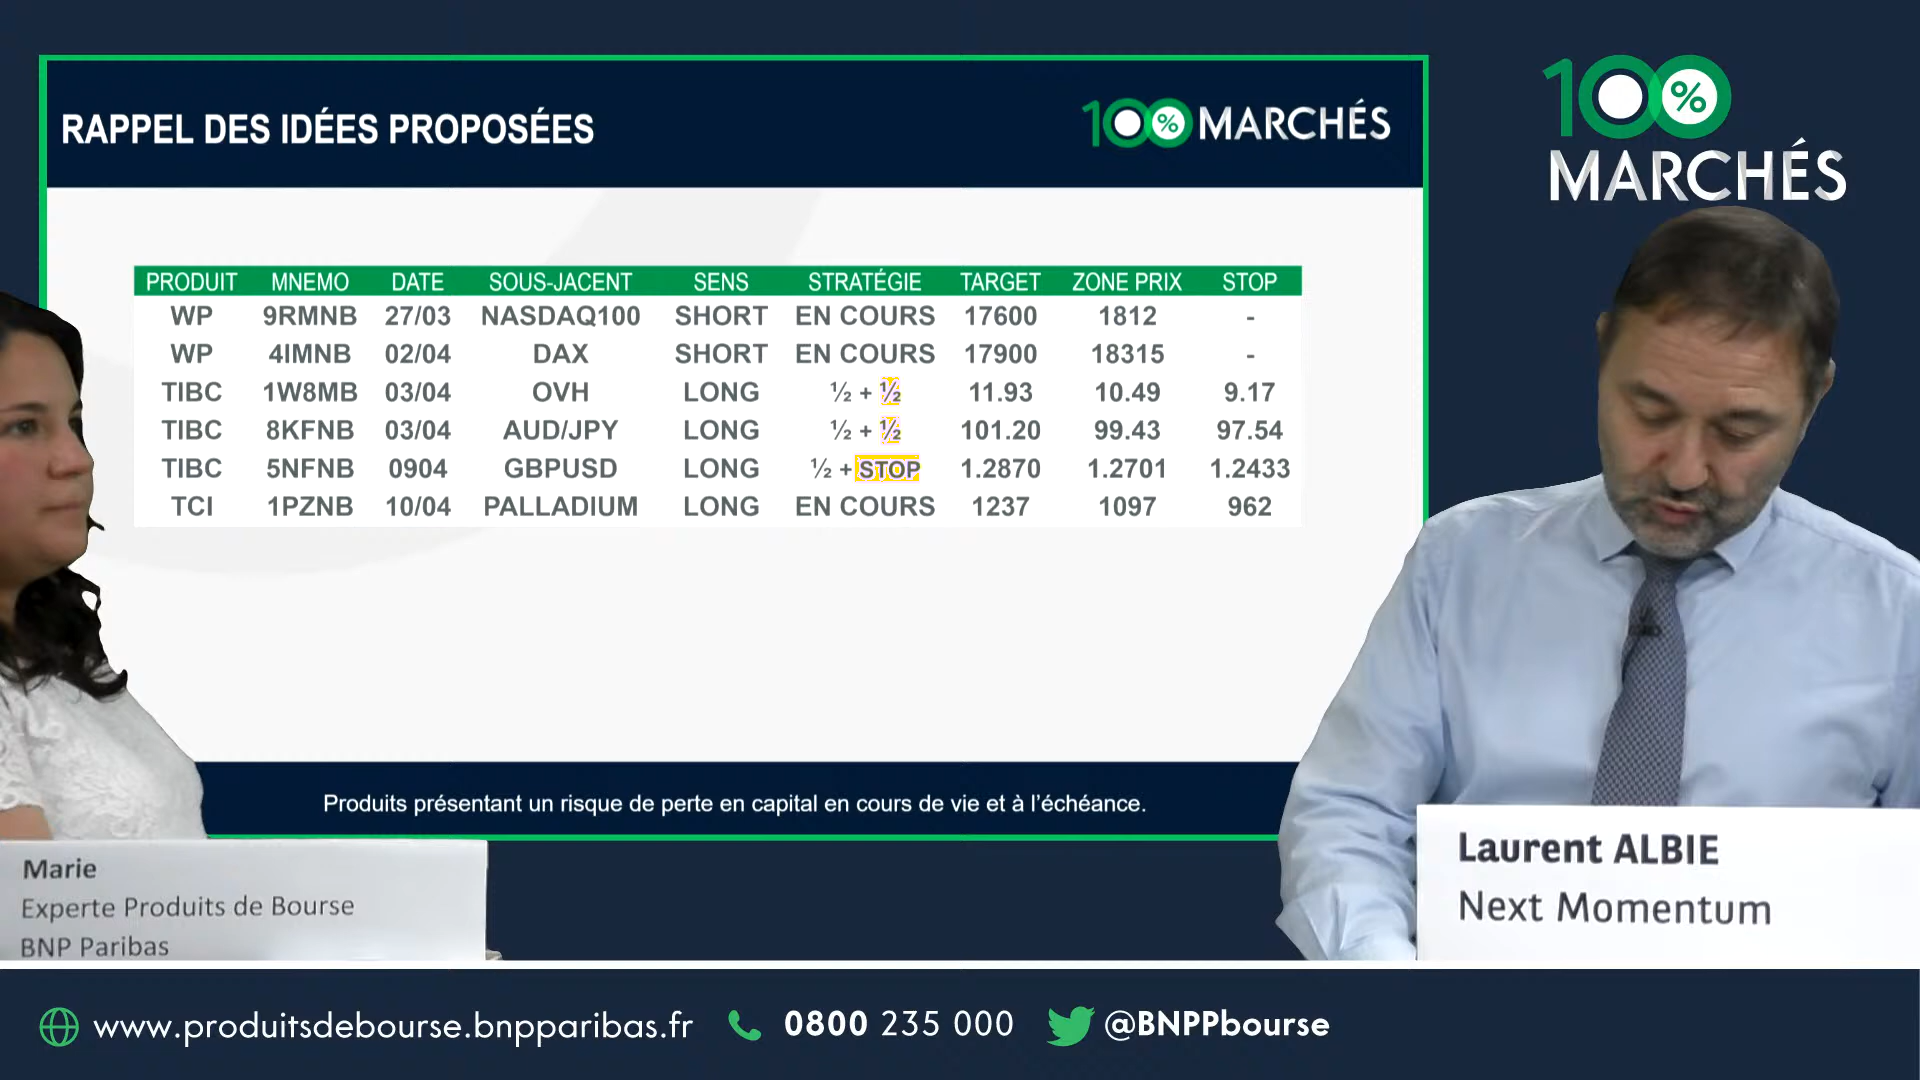 RAPPEL DES IDÉES PROPOSÉES
100% MARCHÉS
100%
MARCHÉS
PRODUIT MNEMO DATE SOUS-JACENT SENS STRATÉGIE TARGET ZONE PRIX STOP
WP 9RMNB 27/03 NASDAQ100 SHORT EN COURS 17600 1812 -
WP 4IMNB 02/04 DAX SHORT EN COURS 17900 18315 -
TIBC 1W8MB 03/04 OVH LONG ½ + ½ 11.93 10.49 9.17
TIBC 8KFNB 03/04 AUD/JPY LONG ½ + ½ 101.20 99.43 97.54
TIBC 5NFNB 0904 GBPUSD LONG ½ + STOP 1.2870 1.2701 1.2433
TCI 1PZNB 10/04 PALLADIUM LONG EN COURS 1237 1097 962
Produits présentant un risque de perte en capital en cours de vie et à l'échéance.
Marie
Experte Produits de Bourse
BNP Paribas
Laurent ALBIE
Next Momentum
www.produitsdebourse.bnpparibas.fr 0800 235 000 @BNPPbourse